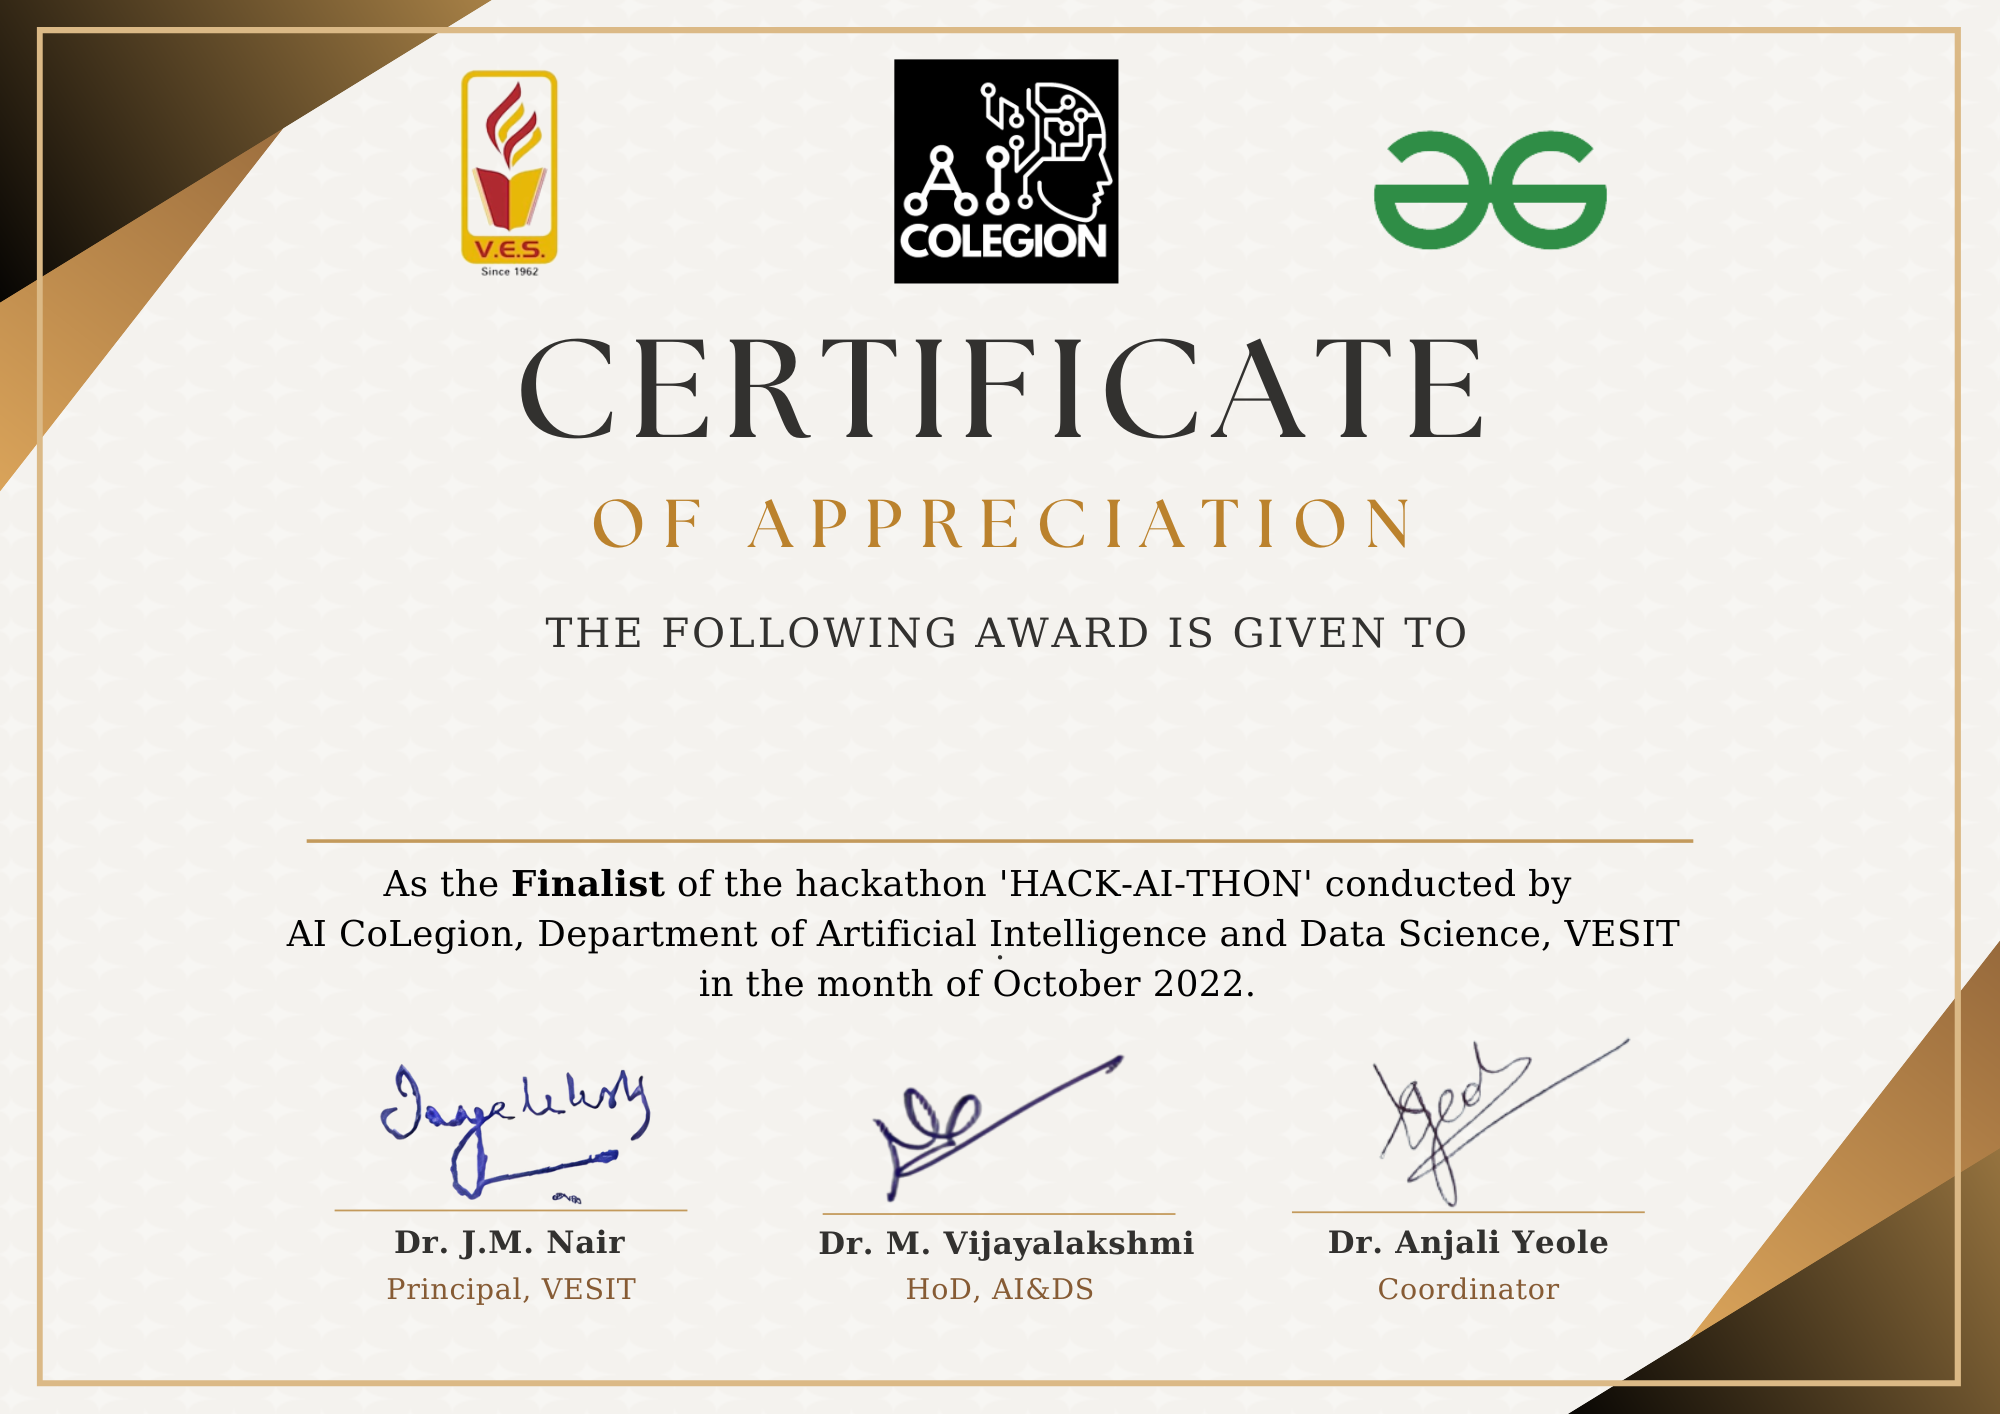 V.E.S.
Since 1962
AI
COLEGION
CERTIFICATE
OF APPRECIATION
THE FOLLOWING AWARD IS GIVEN TO
As the Finalist of the hackathon 'HACK-AI-THON' conducted by
AI CoLegion, Department of Artificial Intelligence and Data Science, VESIT
in the month of October 2022.
Dr. J.M. Nair
Principal, VESIT
Dr. M. Vijayalakshmi
HoD, AI&DS
Dr. Anjali Yeole
Coordinator